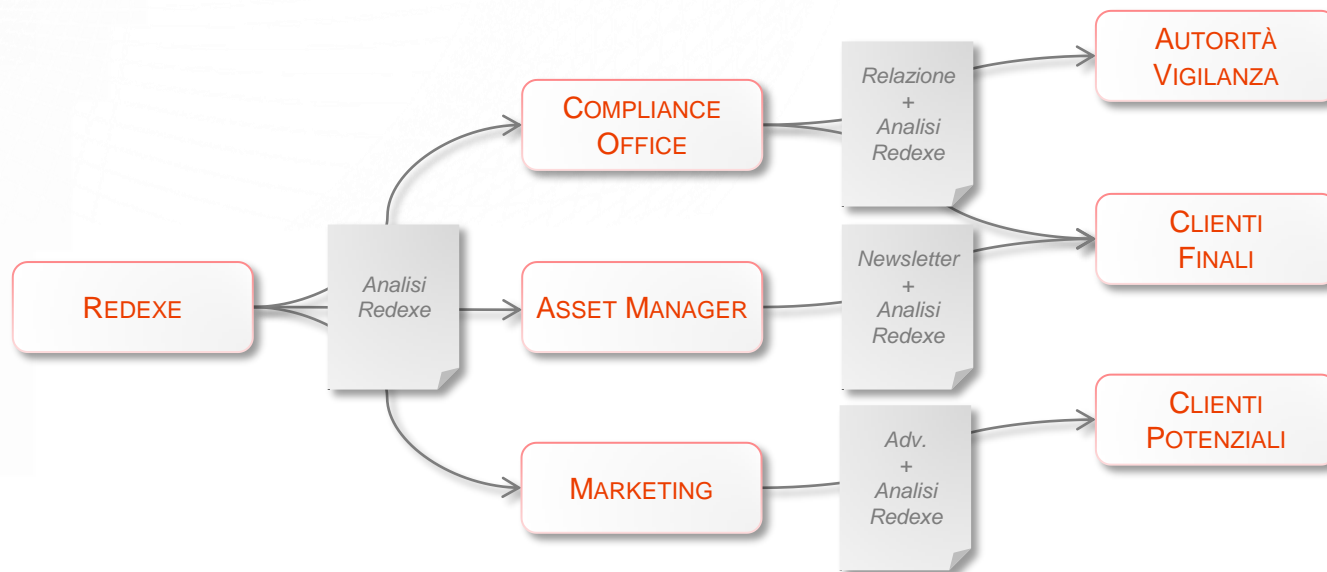 REDEXE
Analisi
Redexe
COMPLIANCE
OFFICE
ASSET MANAGER
MARKETING
Relazione
+
Analisi
Redexe
Newsletter
+
Analisi
Redexe
Adv.
+
Analisi
Redexe
AUTORITÀ
VIGILANZA
CLIENTI
FINALI
CLIENTI
POTENZIALI